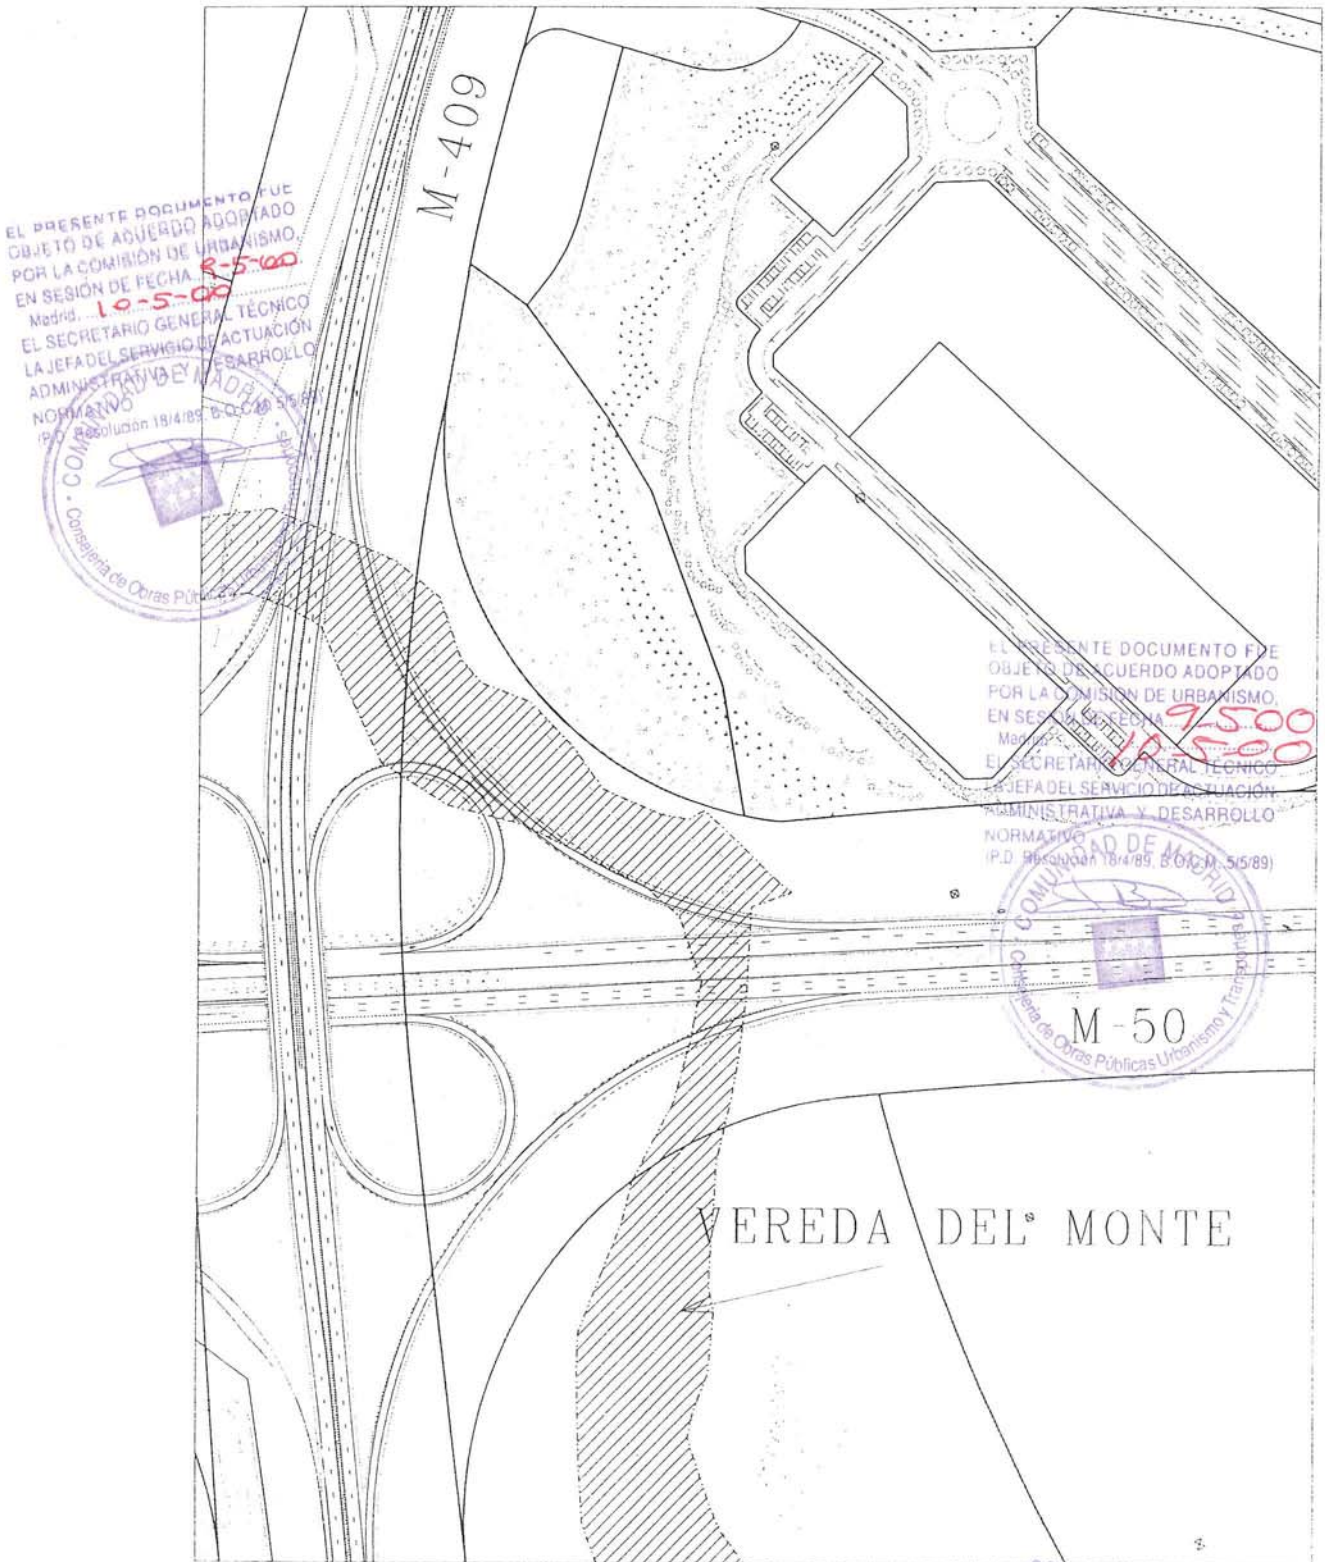 M-409
EL PRESENTE DOCUMENTO FUE
OBJETO DE ACUERDO ADOPTADO
POR LA COMISIÓN DE URBANISMO,
EN SESIÓN DE FECHA
Madrid 10-5-00
EL SECRETARIO GENERAL TÉCNICO
LA JEFA DEL SERVICIO DE ACTUACIÓN
ADMINISTRATIVA Y DESARROLLO
NORMATIVO
(P.D. Resolución 18/4/89, B.O.C.M. 5/5/89)
COMUNIDAD DE MADRID
Consejería de Obras Públicas
EL PRESENTE DOCUMENTO FUE
OBJETO DE ACUERDO ADOPTADO
POR LA COMISIÓN DE URBANISMO,
EN SESIÓN DE FECHA 9-5-00
Madrid 10-5-00
EL SECRETARIO GENERAL TÉCNICO
LA JEFA DEL SERVICIO DE ACTUACIÓN
ADMINISTRATIVA Y DESARROLLO
NORMATIVO
(P.D. Resolución 18/4/89, B.O.C.M. 5/5/89)
COMUNIDAD DE MADRID
Consejería de Obras Públicas Urbanismo y Transportes
M-50
VEREDA DEL MONTE